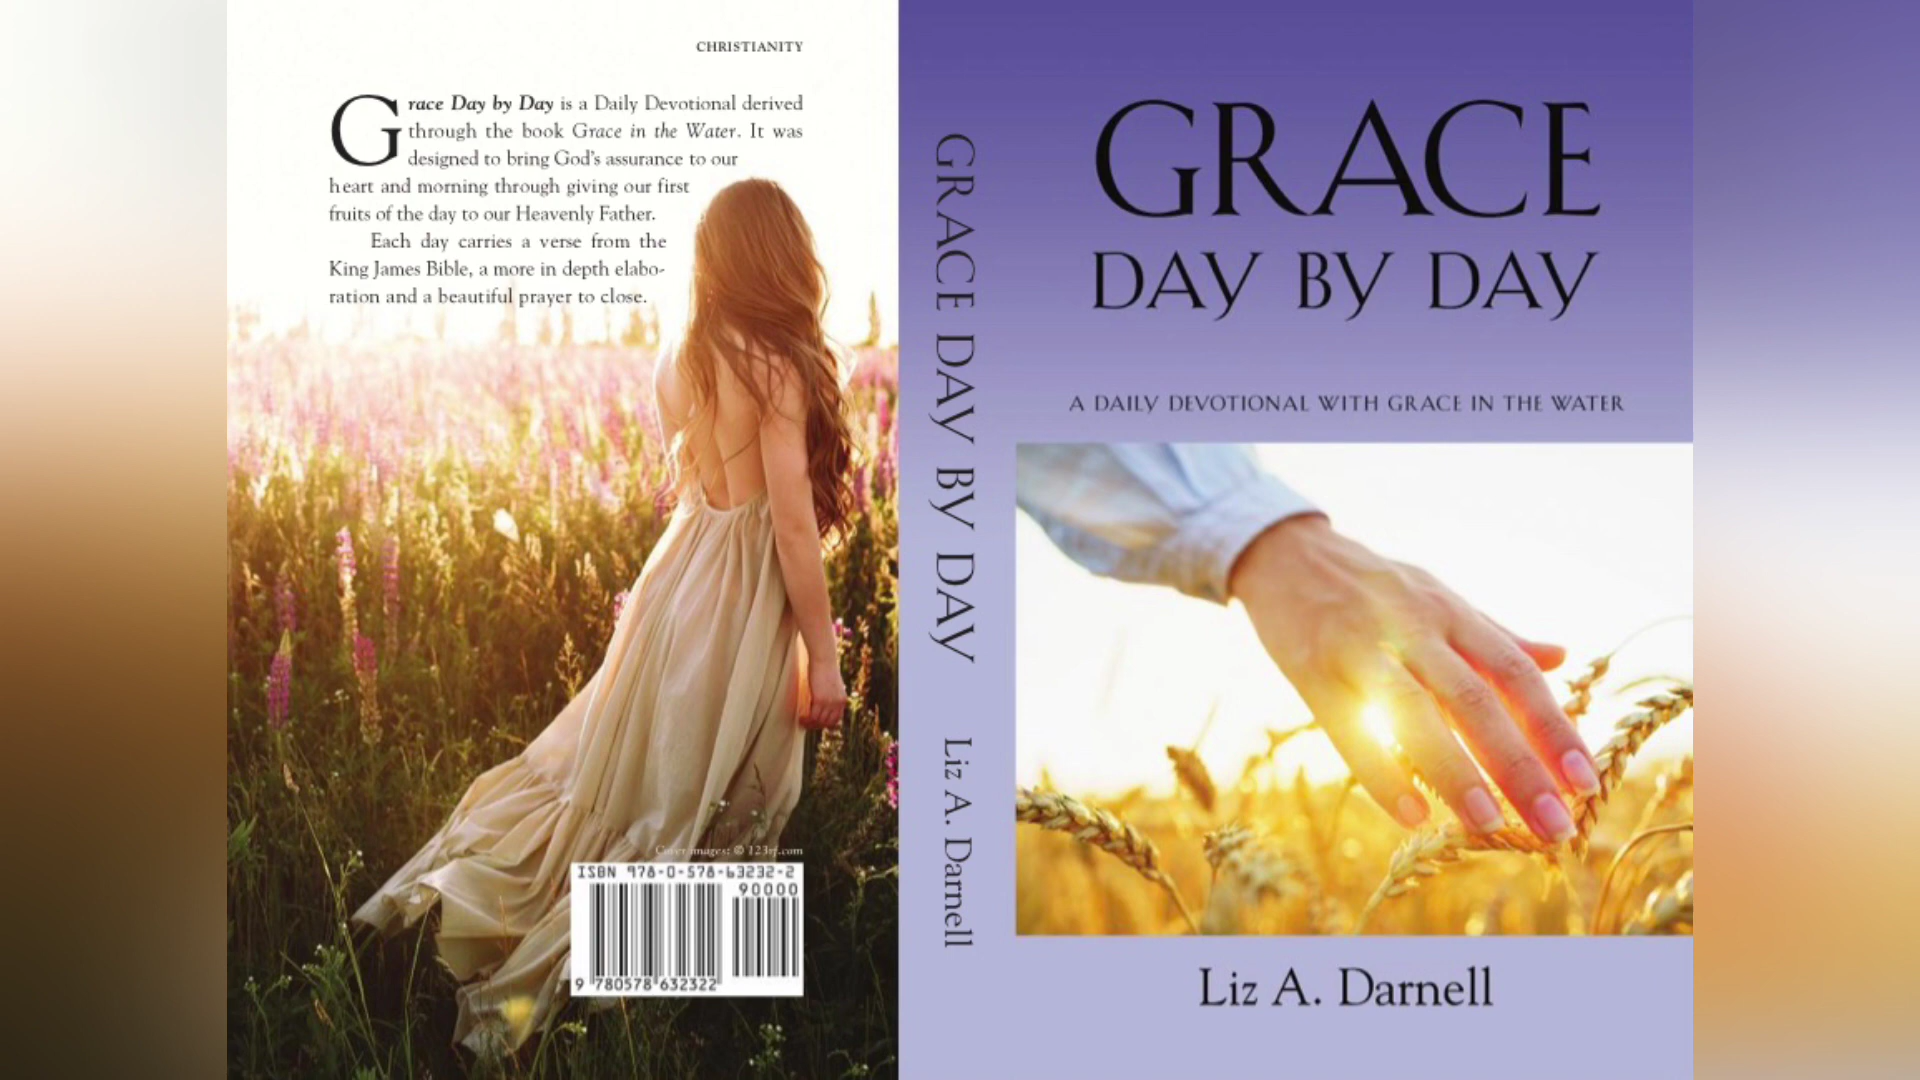 CHRISTIANITY
Grace Day by Day is a Daily Devotional derived
through the book Grace in the Water. It was
designed to bring God's assurance to our
heart and morning through giving our first
fruits of the day to our Heavenly Father.
Each day carries a verse from the
King James Bible, a more in depth elabo-
ration and a beautiful prayer to close.
Cover images: © 123rf.com
ISBN 978-0-578-63232-2
90000
9 780578 632322
GRACE DAY BY DAY Liz A. Darnell
GRACE
DAY BY DAY
A DAILY DEVOTIONAL WITH GRACE IN THE WATER
Liz A. Darnell